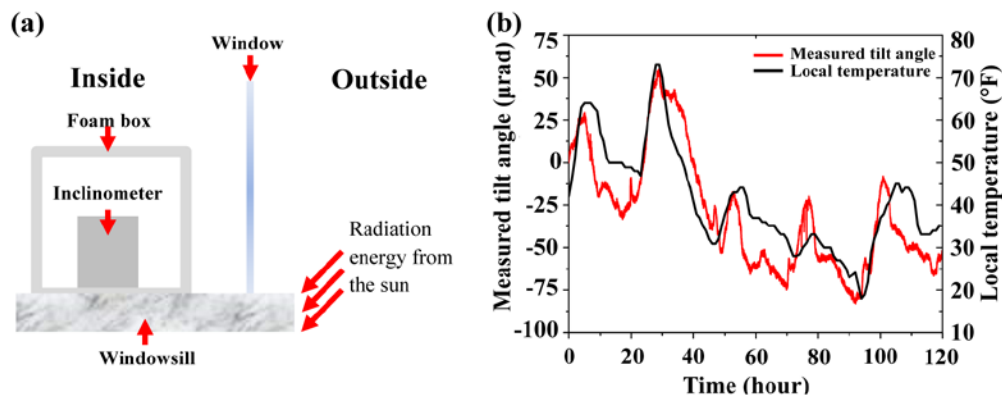 (a)
Window
Inside
Outside
Foam box
Inclinometer
Radiation
energy from
the sun
Windowsill
(b)
Measured tilt angle (µrad)
75
50
25
0
-25
-50
-75
-100
Measured tilt angle
Local temperature
80
70
60
50
40
30
20
10
Local temperature (°F)
0 20 40 60 80 100 120
Time (hour)